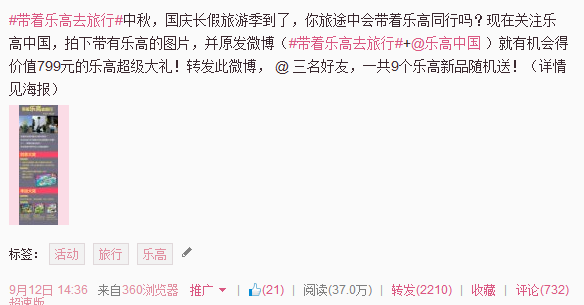 #带着乐高去旅行#中秋，国庆长假旅游季到了，你旅途中会带着乐高同行吗？现在关注乐
高中国，拍下带有乐高的图片，并原发微博（#带着乐高去旅行#+@乐高中国 ）就有机会得
价值799元的乐高超级大礼！转发此微博， @ 三名好友，一共9个乐高新品随机送！（详情
见海报）
标签： 活动 旅行 乐高
9月12日 14:36 来自360浏览器 推广 | (21) | 阅读(37.0万) | 转发(2210) | 收藏 | 评论(732)
超速版